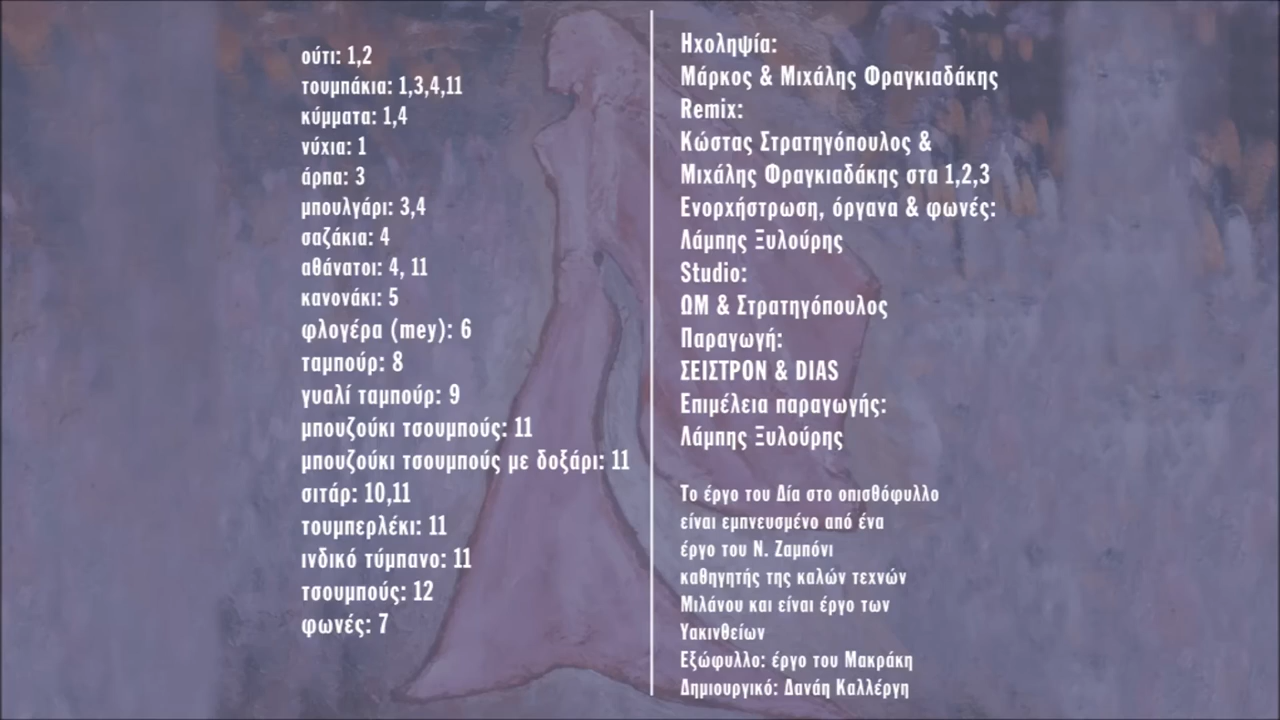 ούτι: 1,2
τουμπάκια: 1,3,4,11
κύμματα: 1,4
νύχια: 1
άρπα: 3
μπουλγάρι: 3,4
σαζάκια: 4
αθάνατοι: 4, 11
κανονάκι: 5
φλογέρα (mey): 6
ταμπούρ: 8
γυαλί ταμπούρ: 9
μπουζούκι τσουμπούς: 11
μπουζούκι τσουμπούς με δοξάρι: 11
σιτάρ: 10,11
τουμπερλέκι: 11
ινδικό τύμπανο: 11
τσουμπούς: 12
φωνές: 7
Ηχοληψία:
Μάρκος & Μιχάλης Φραγκιαδάκης
Remix:
Κώστας Στρατηγόπουλος &
Μιχάλης Φραγκιαδάκης στα 1,2,3
Ενορχήστρωση, όργανα & φωνές:
Λάμπης Ξυλούρης
Studio:
ΩΜ & Στρατηγόπουλος
Παραγωγή:
ΣΕΙΣΤΡΟΝ & DIAS
Επιμέλεια παραγωγής:
Λάμπης Ξυλούρης
Το έργο του Δία στο οπισθόφυλλο
είναι εμπνευσμένο από ένα
έργο του Ν. Ζαμπόνι
καθηγητής της καλών τεχνών
Μιλάνου και είναι έργο των
Υακινθείων
Εξώφυλλο: έργο του Μακράκη
Δημιουργικό: Δανάη Καλλέργη